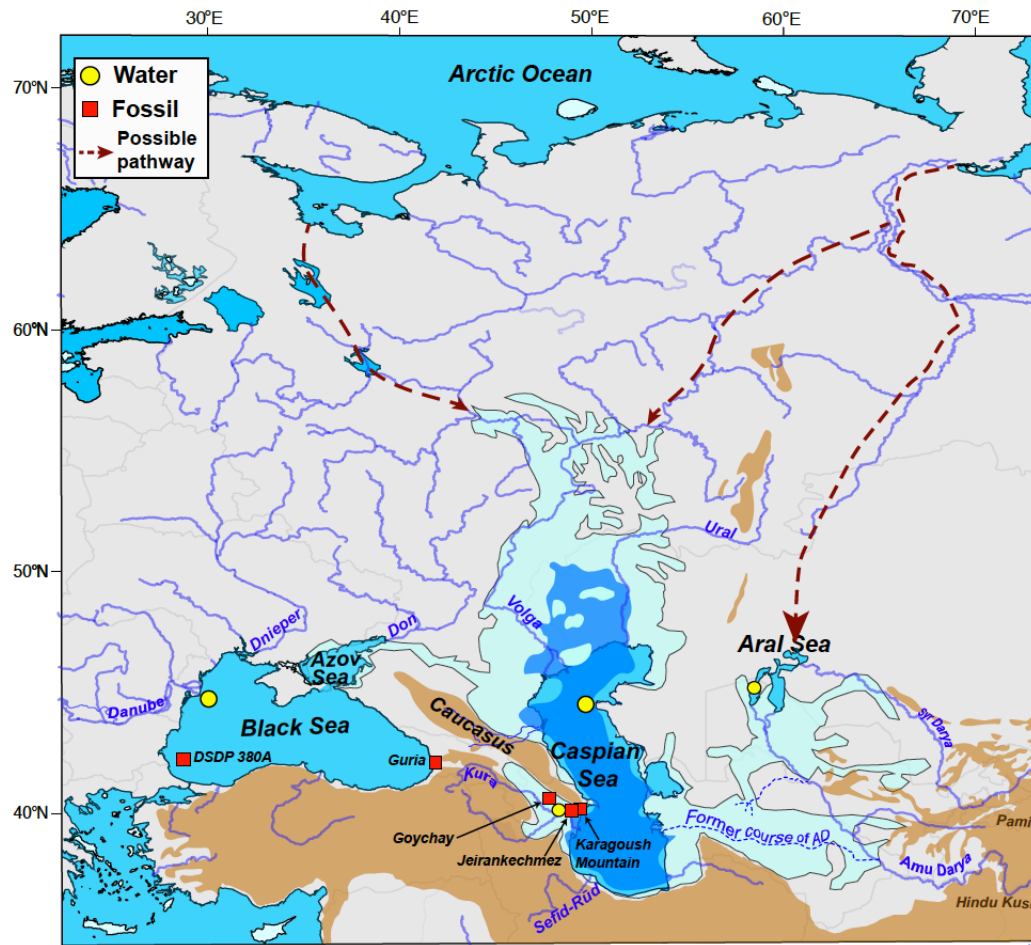 30°E
40°E
50°E
60°E
70°E
70°N
60°N
50°N
40°N
Water
Fossil
Possible
pathway
Arctic Ocean
Ural
Volga
Don
Dnieper
Danube
Azov
Sea
Black Sea
DSDP 380A
Guria
Caucasus
Kura
Caspian
Sea
Aral Sea
Syr Darya
Goychay
Jeirankechmez
Karagoush
Mountain
Former course of AD
Amu Darya
Sefid-Rud
Pami
Hindu Kus